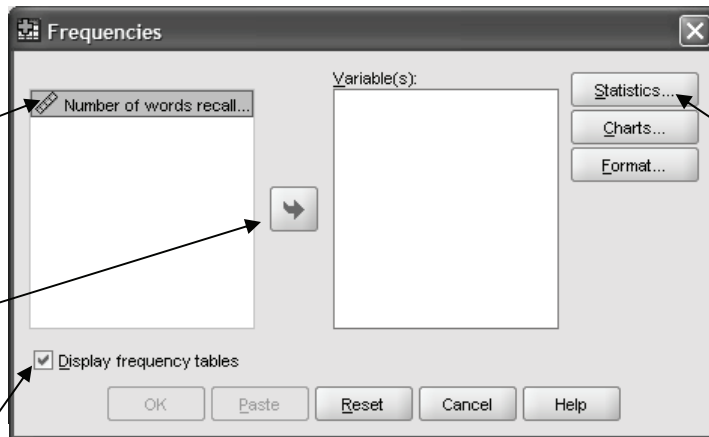 Frequencies
Variable(s):
Number of words recall...
Statistics...
Charts...
Format...
Display frequency tables
OK
Paste
Reset
Cancel
Help